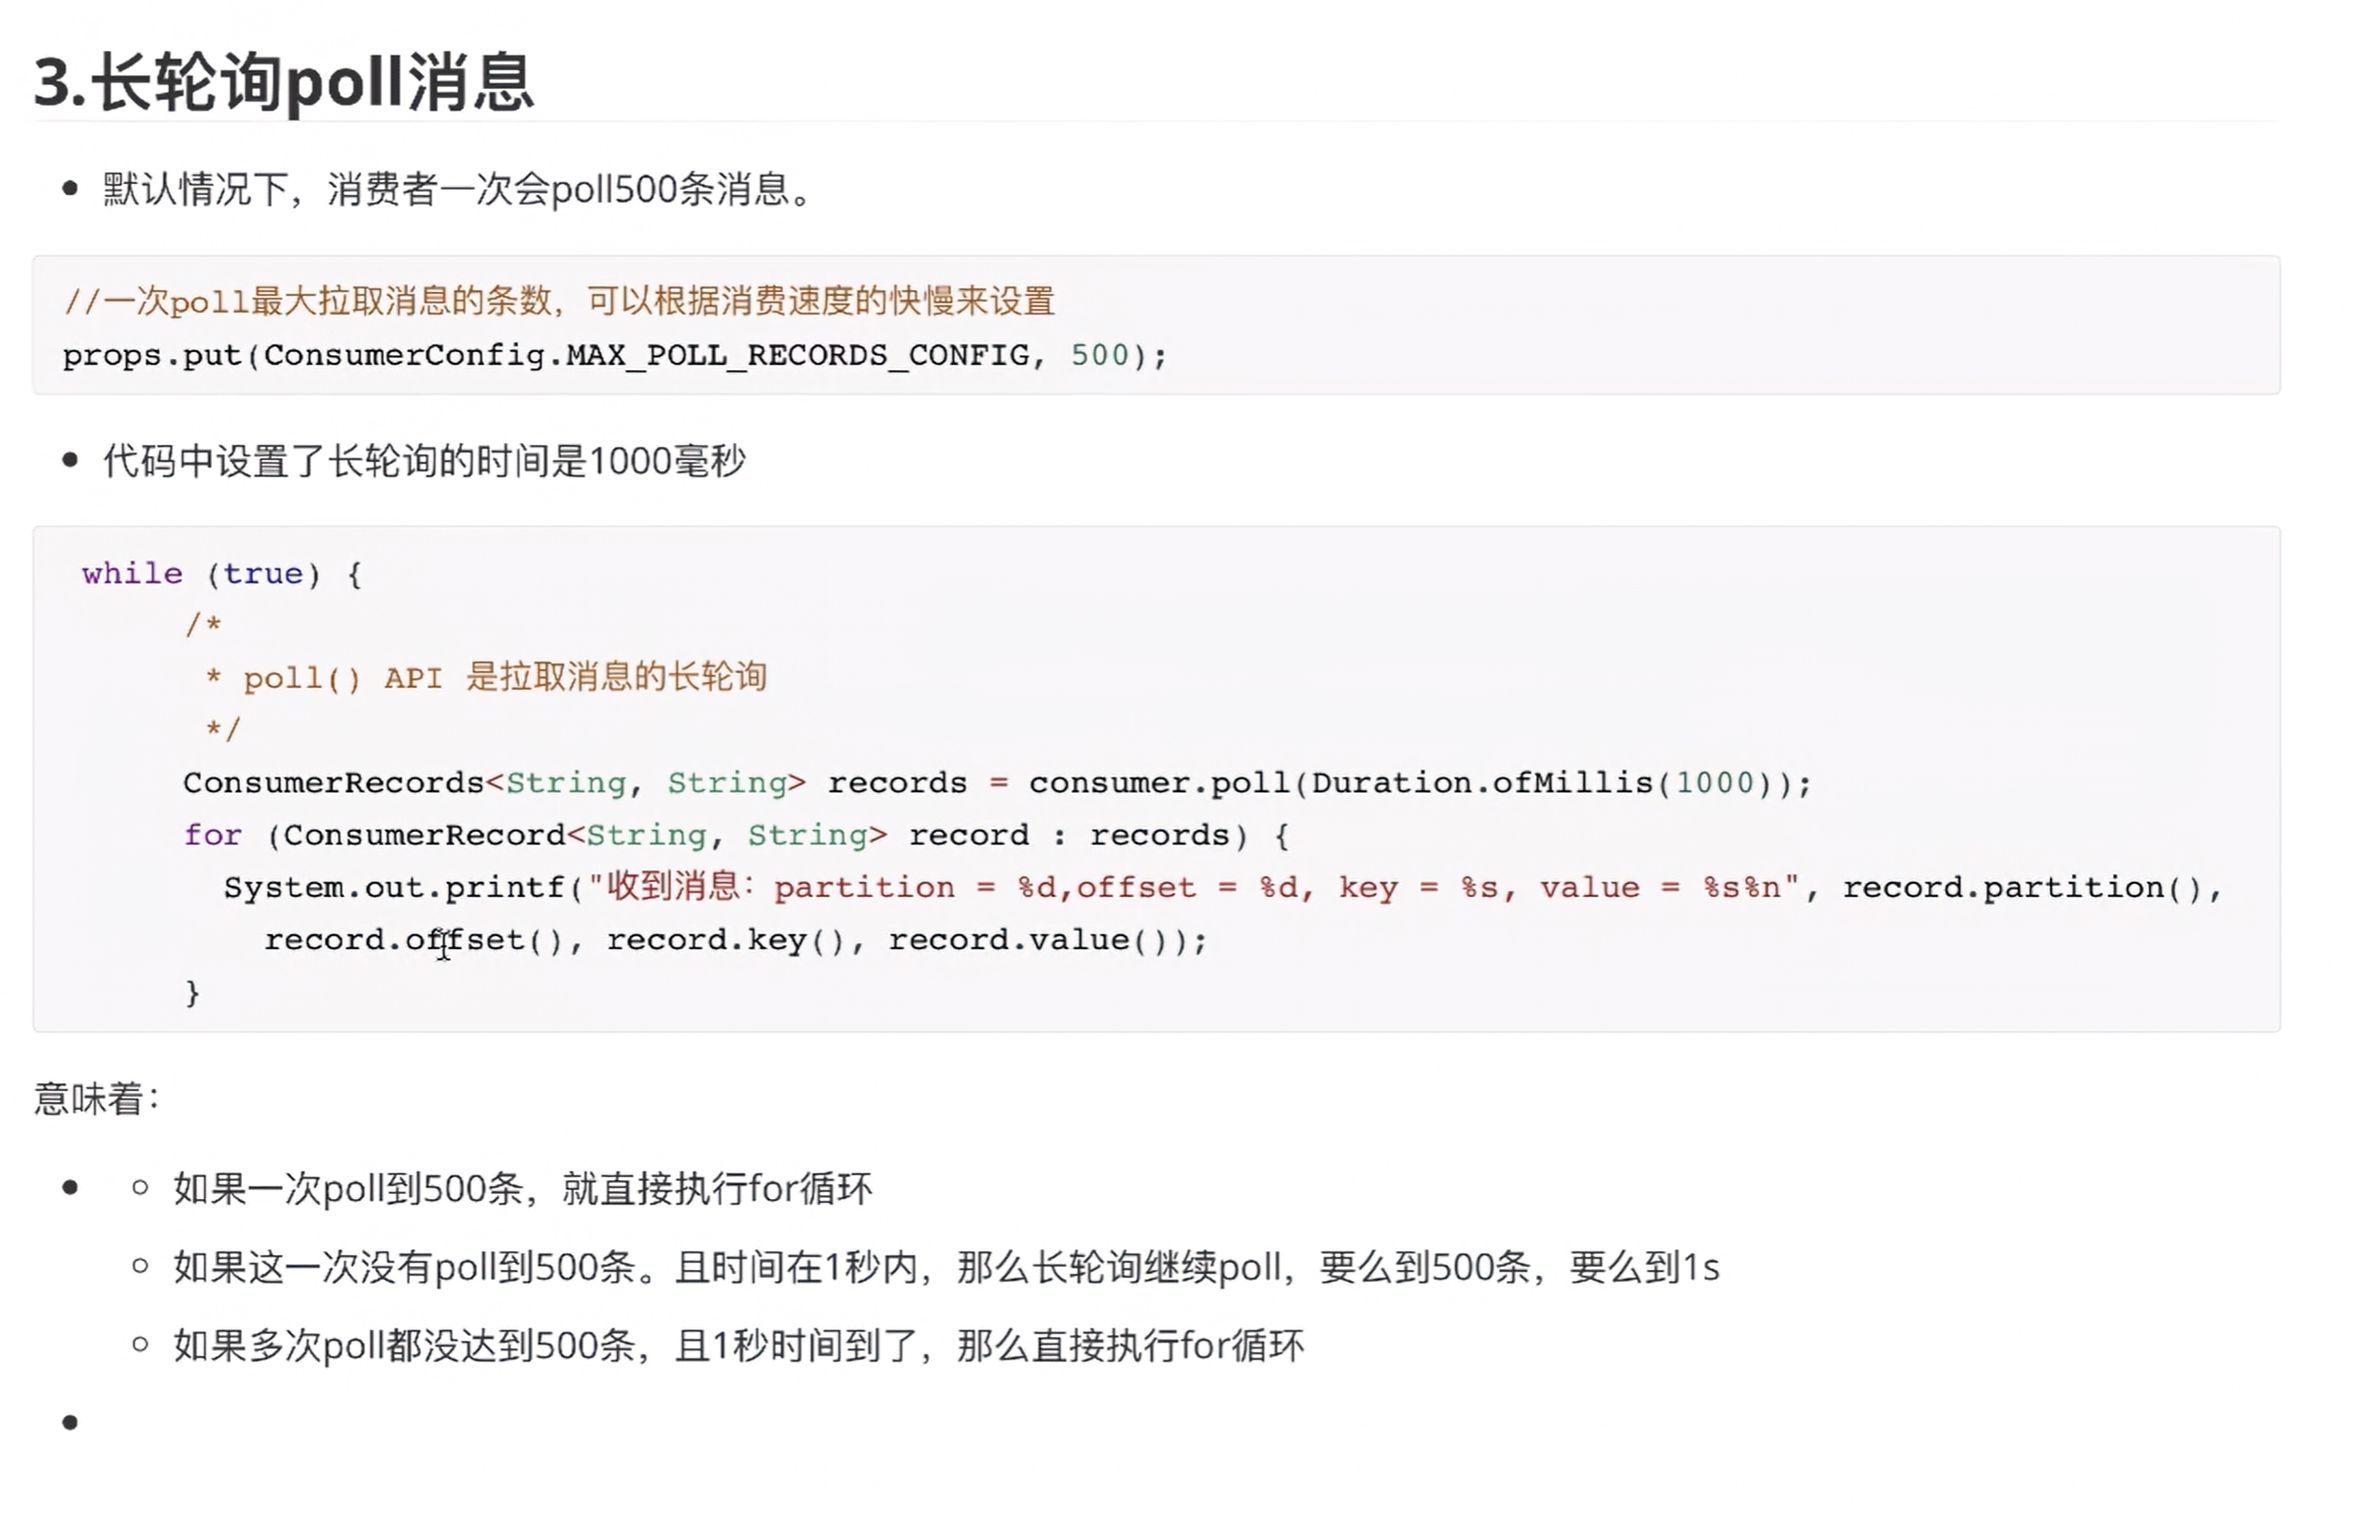 3.长轮询poll消息
默认情况下，消费者一次会poll500条消息。
//一次poll最大拉取消息的条数，可以根据消费速度的快慢来设置
props.put(ConsumerConfig.MAX_POLL_RECORDS_CONFIG, 500);
代码中设置了长轮询的时间是1000毫秒
while (true) {
/*
* poll() API 是拉取消息的长轮询
*/
ConsumerRecords<String, String> records = consumer.poll(Duration.ofMillis(1000));
for (ConsumerRecord<String, String> record : records) {
System.out.printf("收到消息：partition = %d,offset = %d, key = %s, value = %s%n", record.partition(),
record.offset(), record.key(), record.value());
}
意味着：
如果一次poll到500条，就直接执行for循环
如果这一次没有poll到500条。且时间在1秒内，那么长轮询继续poll，要么到500条，要么到1s
如果多次poll都没达到500条，且1秒时间到了，那么直接执行for循环